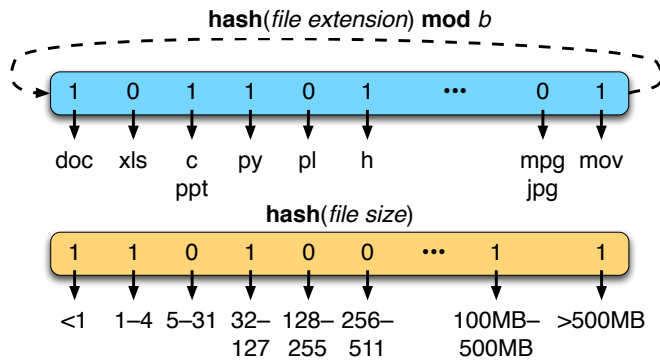 hash(file extension) mod b
1 0 1 1 0 1 ••• 0 1
doc xls c py pl h mpg mov
ppt jpg
hash(file size)
1 1 0 1 0 0 ••• 1 1
<1 1–4 5–31 32– 128– 256– 100MB– >500MB
127 255 511 500MB